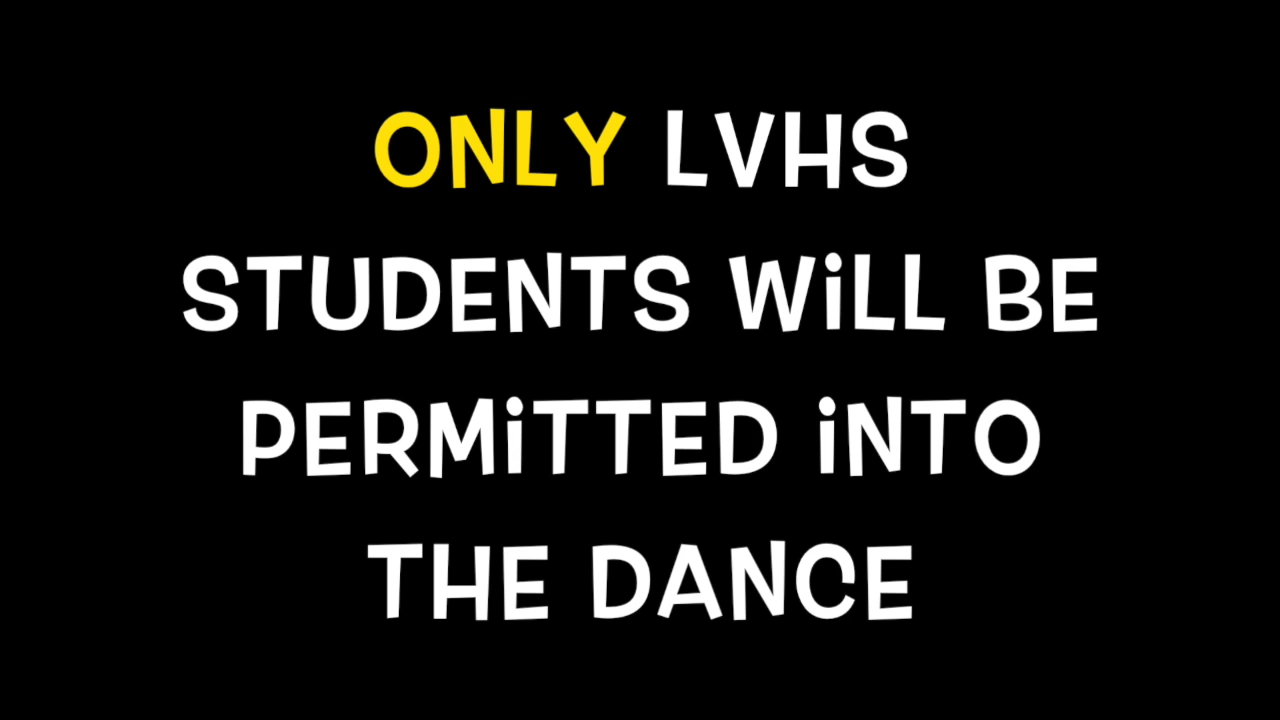 ONLY LVHS
STUDENTS WiLL BE
PERMiTTED iNTO
THE DANCE